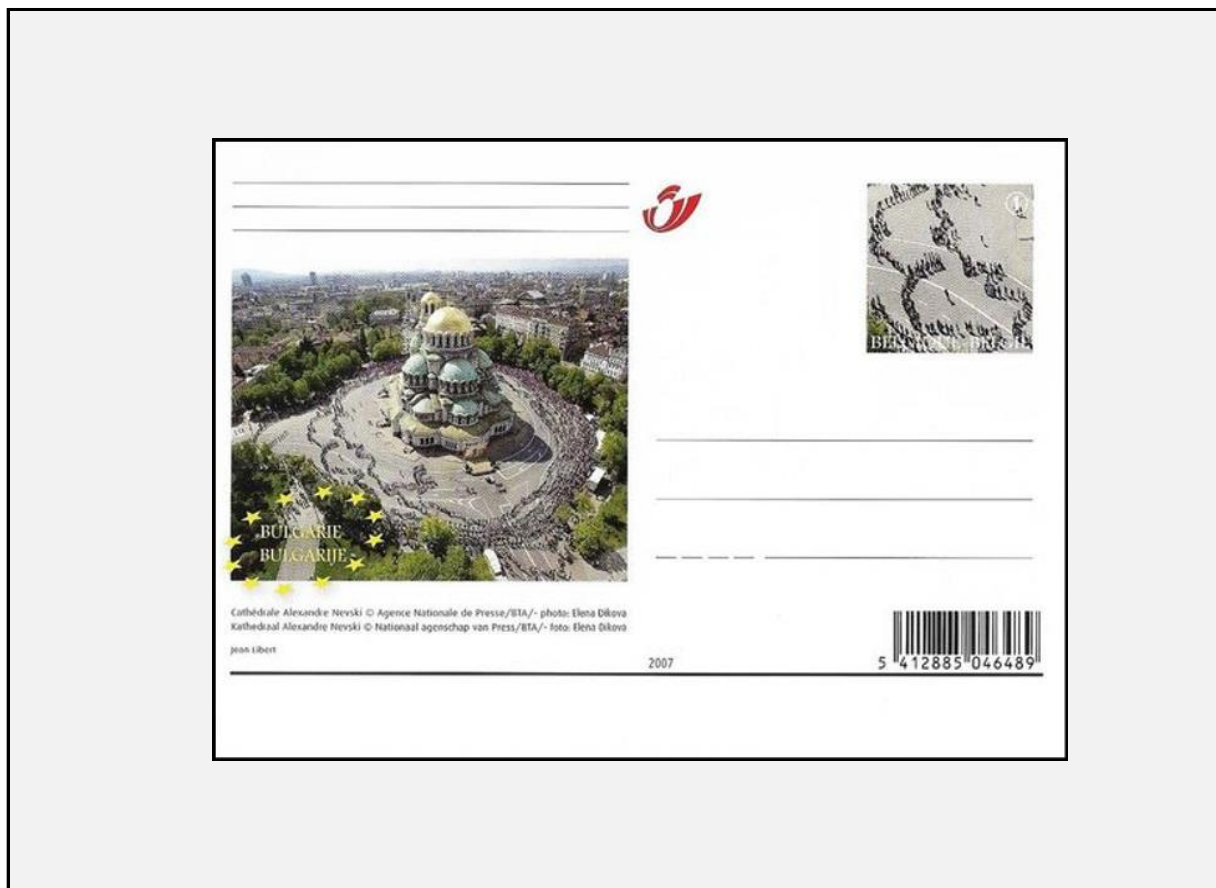 1
BELGIQUE - BELGIË
BULGARIE
BULGARIJE
Cathédrale Alexandre Nevski © Agence Nationale de Presse/BTA/- photo: Elena Dikova
Kathedraal Alexandre Nevski © Nationaal agenschap van Press/BTA/- foto: Elena Dikova
Jean Libert
2007
5 412885 046489